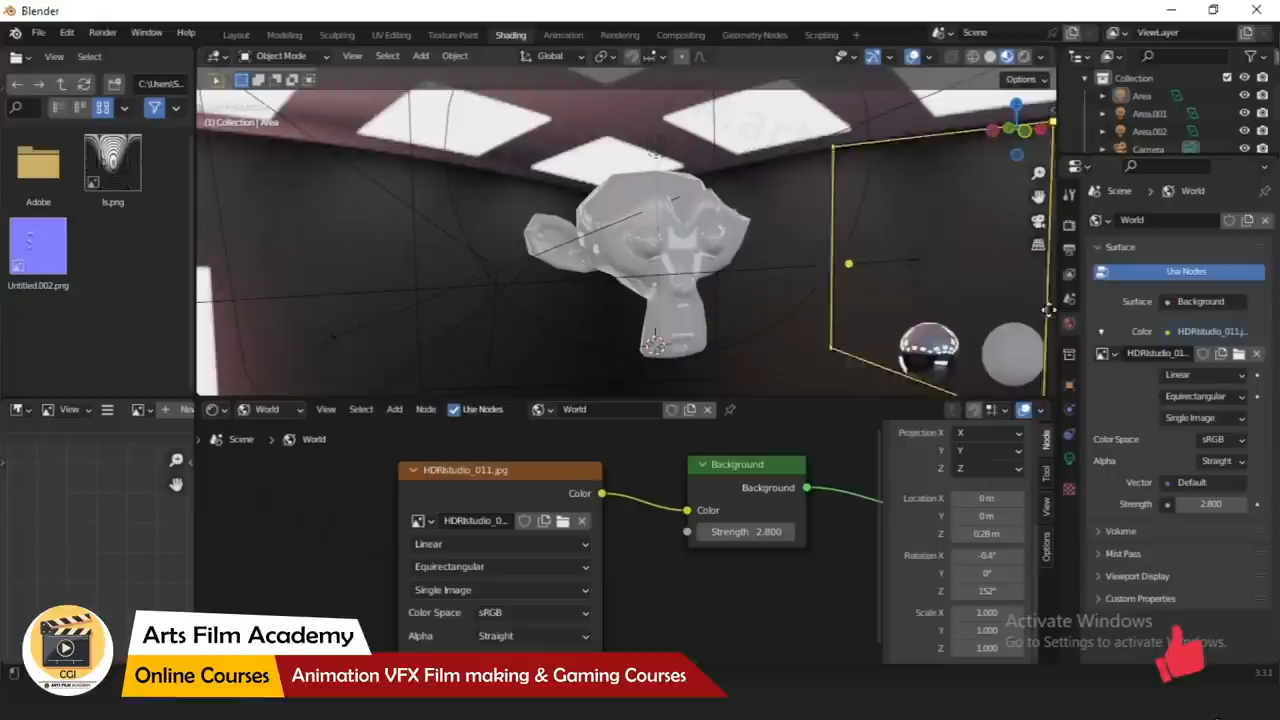 Blender
File Edit Render Window Help
Layout Modeling Sculpting UV Editing Texture Paint Shading Animation Rendering Compositing Geometry Nodes Scripting +
Scene
ViewLayer
View Select
Object Mode View Select Add Object
Global
C:\Users\S...
Options
(1) Collection | Area
Collection
Area
Area.001
Area.002
Camera
Adobe
ls.png
Untitled.002.png
Scene World
World
Surface
Use Nodes
Surface Background
Color HDRIstudio_011.j...
HDRIstudio_01...
Linear
Equirectangular
Single Image
Color Space sRGB
Alpha Straight
Vector Default
Strength 2.800
Volume
Mist Pass
Viewport Display
Custom Properties
View
World View Select Add Node Use Nodes World
Scene World
HDRIstudio_011.jpg
Color
HDRIstudio_0...
Linear
Equirectangular
Single Image
Color Space sRGB
Alpha Straight
Background
Background
Color
Strength 2.800
Projection X X
Y Y
Z Z
Location X 0 m
Y 0 m
Z 0.28 m
Rotation X -0.4°
Y 0°
Z 152°
Scale X 1.000
Y 1.000
Z 1.000
Node
Tool
View
Options
Activate Windows
Go to Settings to activate Windows.
3.3.1
CGI
ARTS FILM ACADEMY
Arts Film Academy
Online Courses
Animation VFX Film making & Gaming Courses